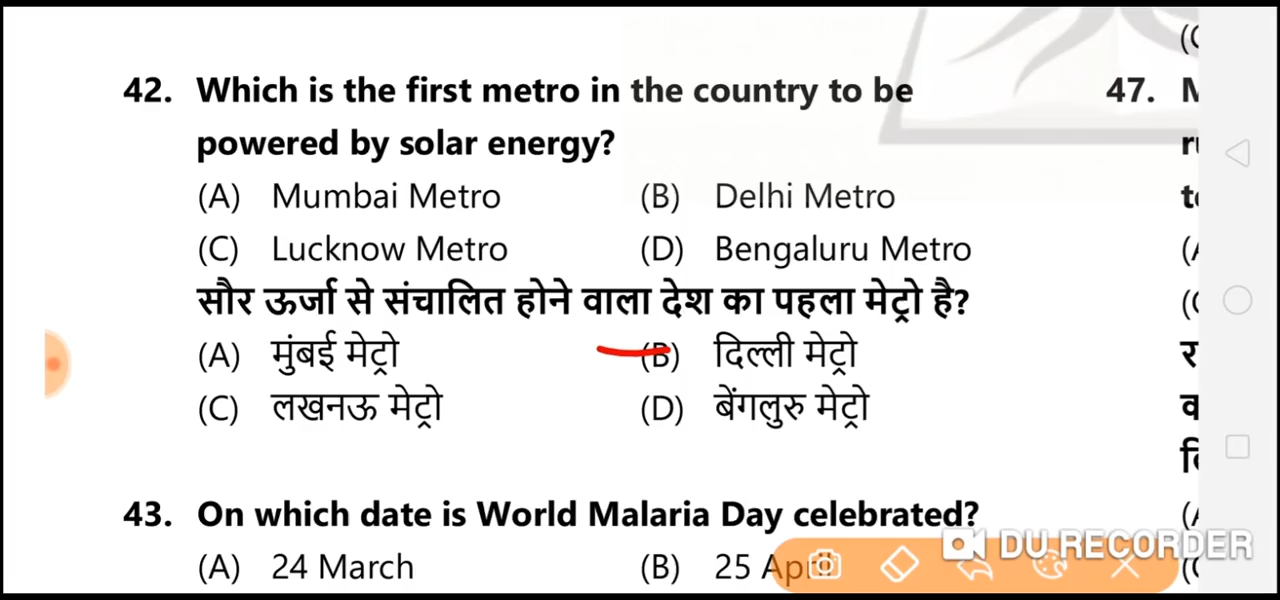 42. Which is the first metro in the country to be
powered by solar energy?
(A) Mumbai Metro (B) Delhi Metro
(C) Lucknow Metro (D) Bengaluru Metro
सौर ऊर्जा से संचालित होने वाला देश का पहला मेट्रो है?
(A) मुंबई मेट्रो (B) दिल्ली मेट्रो
(C) लखनऊ मेट्रो (D) बेंगलुरु मेट्रो
43. On which date is World Malaria Day celebrated?
(A) 24 March (B) 25 April
47.
DU RECORDER